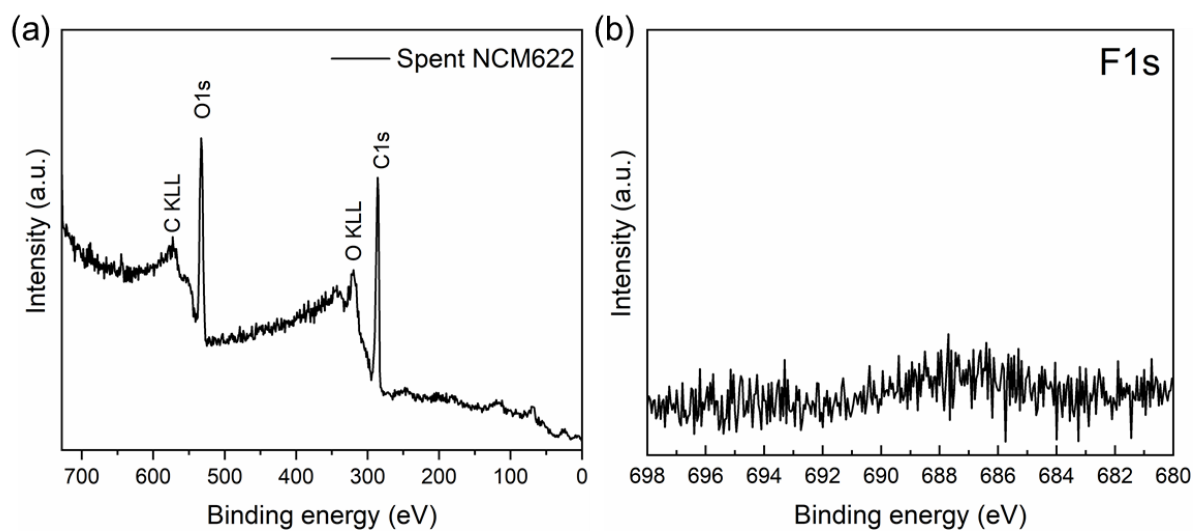 (a)
Spent NCM622
O1s
C1s
C KLL
O KLL
Intensity (a.u.)
700 600 500 400 300 200 100 0
Binding energy (eV)
(b)
F1s
Intensity (a.u.)
698 696 694 692 690 688 686 684 682 680
Binding energy (eV)